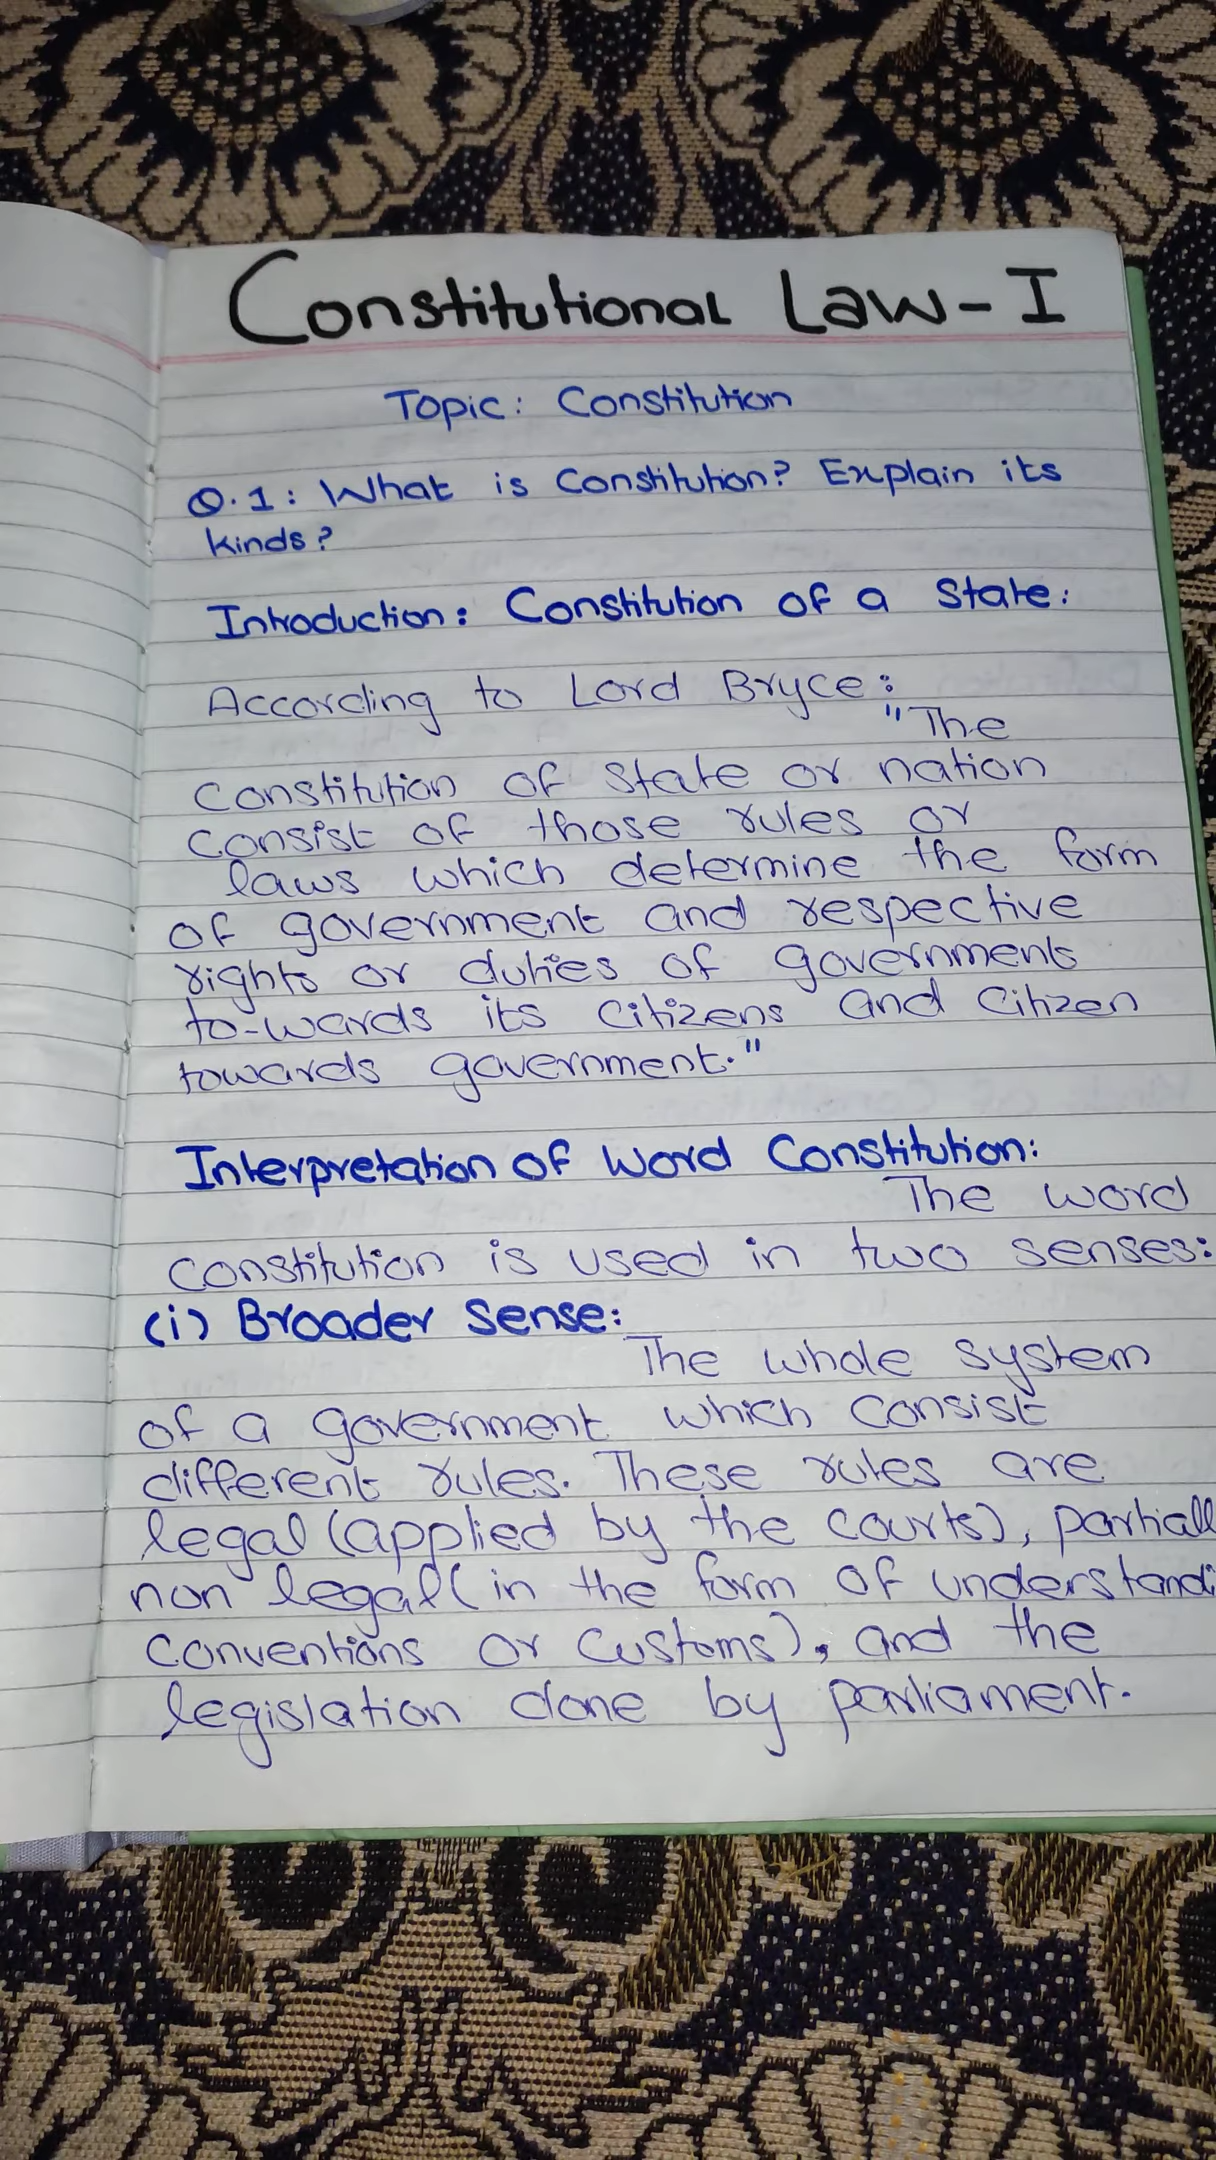 Constitutional Law-I
Topic: Constitution
Q.1: What is Constitution? Explain its
kinds?
Introduction: Constitution of a State:
According to Lord Bryce:
"The
Constitution of state or nation
consist of those rules or
laws which determine the form
of government and respective
rights or duties of government
to-wards its citizens and citizen
towards government."
Interpretation of word Constitution:
The word
constitution is used in two senses:
(i) Broader Sense:
The whole system
of a government which consist
different rules. These rules are
legal (applied by the courts), partiall
non legal (in the form of understandi
conventions or customs), and the
legislation done by parliament.